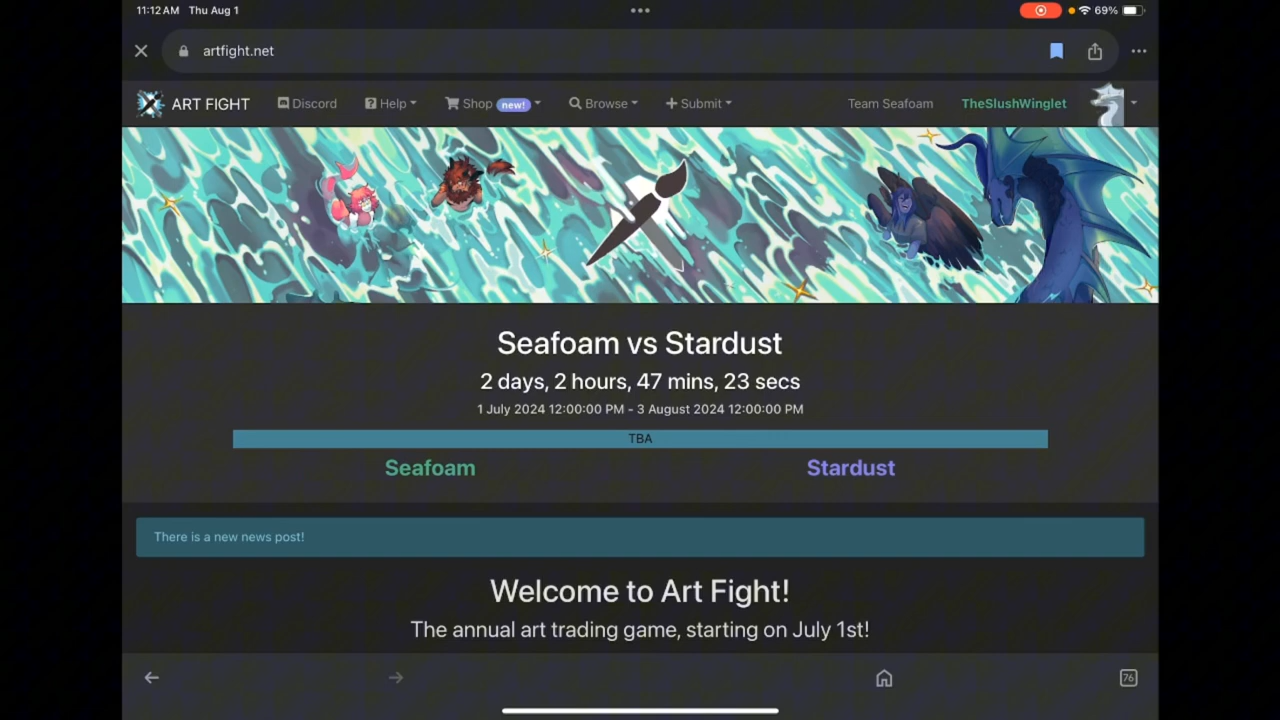 11:12 AM Thu Aug 1
69%
artfight.net
ART FIGHT Discord Help Shop new! Browse Submit Team Seafoam TheSlushWinglet
Seafoam vs Stardust
2 days, 2 hours, 47 mins, 23 secs
1 July 2024 12:00:00 PM - 3 August 2024 12:00:00 PM
TBA
Seafoam Stardust
There is a new news post!
Welcome to Art Fight!
The annual art trading game, starting on July 1st!
76